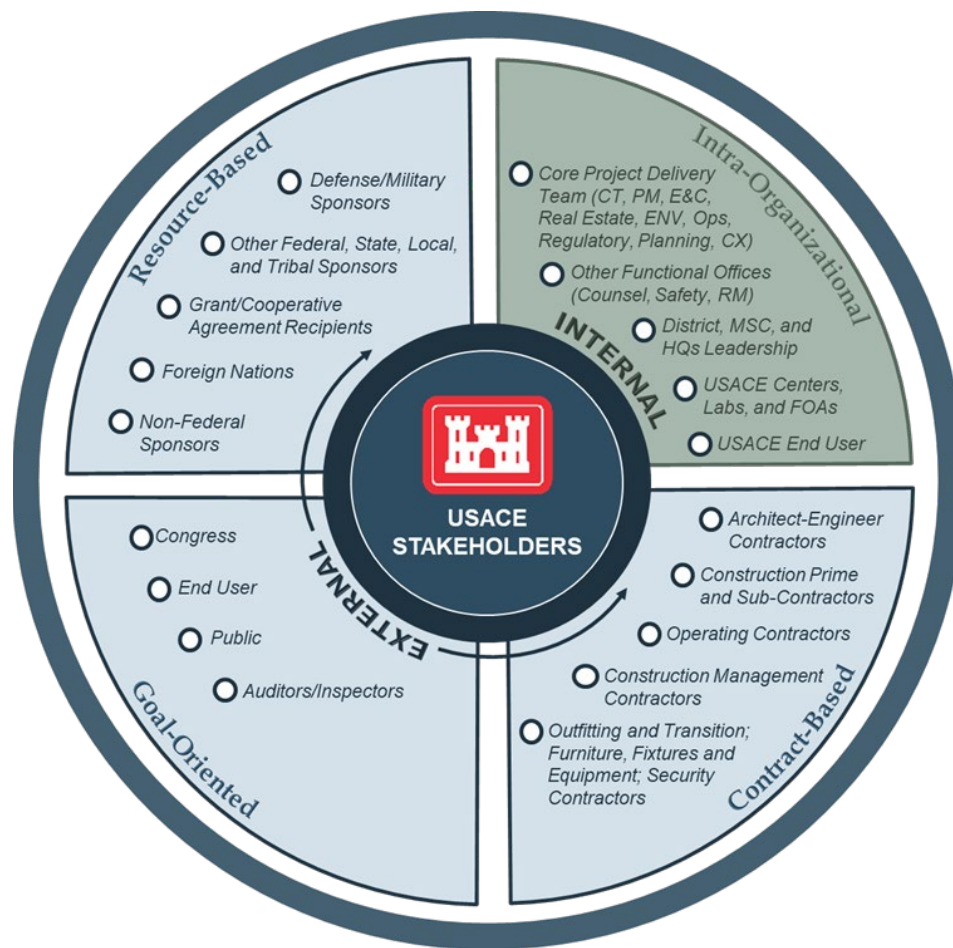 Resource-Based
Defense/Military
Sponsors
Other Federal, State, Local,
and Tribal Sponsors
Grant/Cooperative
Agreement Recipients
Foreign Nations
Non-Federal
Sponsors
Intra-Organizational
Core Project Delivery
Team (CT, PM, E&C,
Real Estate, ENV, Ops,
Regulatory, Planning, CX)
Other Functional Offices
(Counsel, Safety, RM)
District, MSC, and
HQs Leadership
USACE Centers,
Labs, and FOAs
USACE End User
INTERNAL
USACE
STAKEHOLDERS
EXTERNAL
Congress
End User
Public
Auditors/Inspectors
Goal-Oriented
Architect-Engineer
Contractors
Construction Prime
and Sub-Contractors
Operating Contractors
Construction Management
Contractors
Outfitting and Transition;
Furniture, Fixtures and
Equipment; Security
Contractors
Contract-Based